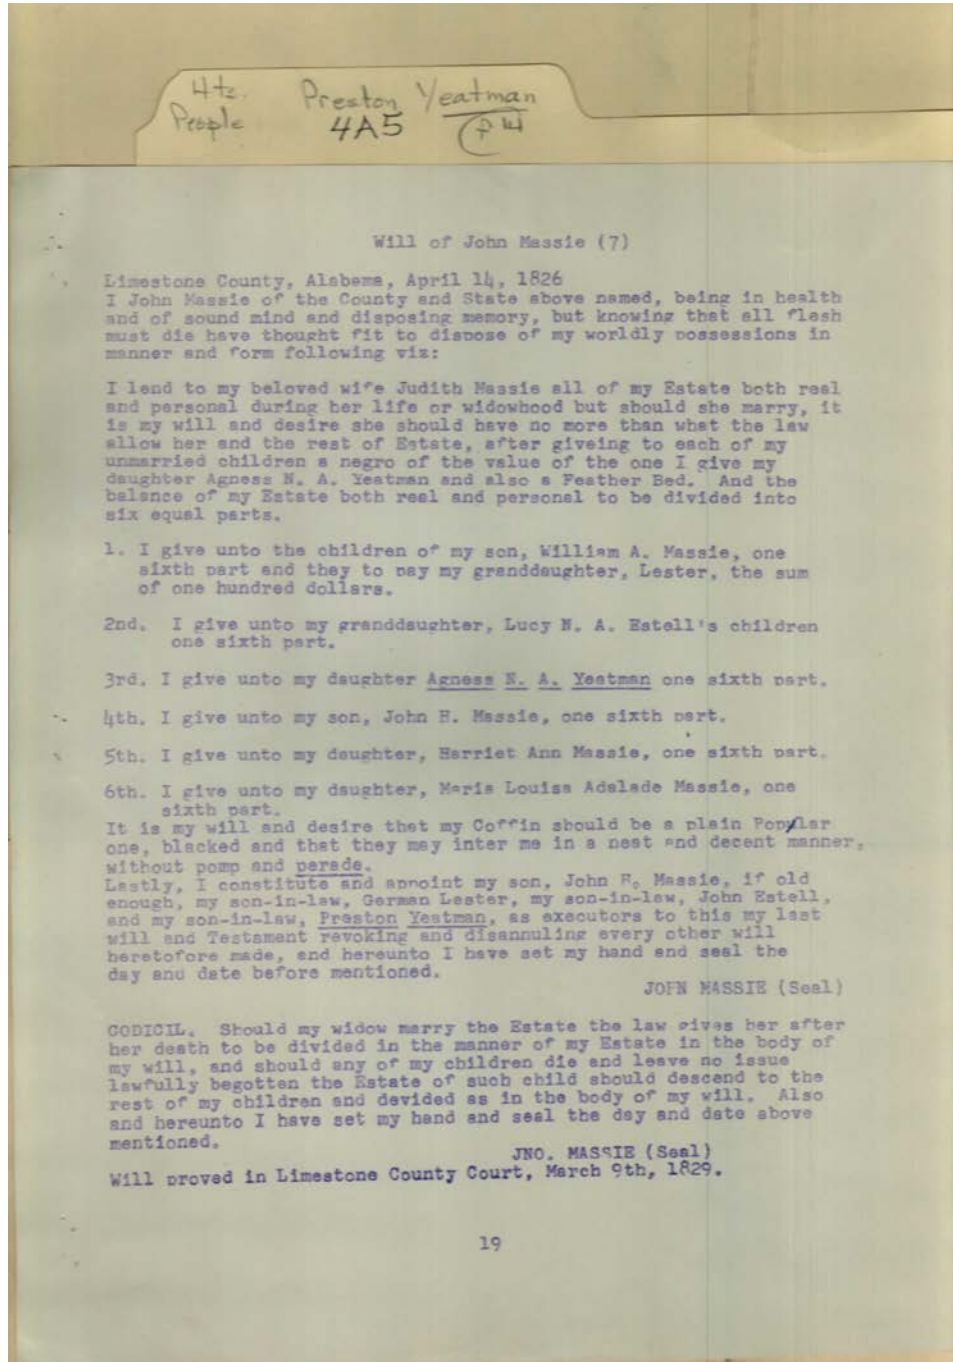 4tz. Preston Yeatman
People 4A5 P 14
Will of John Massie (7)
Limestone County, Alabama, April 14, 1826
I John Massie of the County and State above named, being in health
and of sound mind and disposing memory, but knowing that all flesh
must die have thought fit to dispose of my worldly possessions in
manner and form following viz:
I lend to my beloved wife Judith Massie all of my Estate both real
and personal during her life or widowhood but should she marry, it
is my will and desire she should have no more than what the law
allow her and the rest of Estate, after giveing to each of my
unmarried children a negro of the value of the one I give my
daughter Agness N. A. Yeatman and also a Feather Bed. And the
balance of my Estate both real and personal to be divided into
six equal parts.
1. I give unto the children of my son, William A. Massie, one
sixth part and they to pay my granddaughter, Lester, the sum
of one hundred dollars.
2nd. I give unto my granddaughter, Lucy N. A. Estell's children
one sixth part.
3rd. I give unto my daughter Agness N. A. Yeatman one sixth part.
4th. I give unto my son, John H. Massie, one sixth part.
5th. I give unto my daughter, Harriet Ann Massie, one sixth part.
6th. I give unto my daughter, Maria Louisa Adelade Massie, one
sixth part.
It is my will and desire that my Coffin should be a plain Popylar
one, blacked and that they may inter me in a neat and decent manner,
without pomp and parade.
Lastly, I constitute and appoint my son, John H. Massie, if old
enough, my son-in-law, German Lester, my son-in-law, John Estell,
and my son-in-law, Preston Yeatman, as executors to this my last
will and Testament revoking and disannuling every other will
heretofore made, and hereunto I have set my hand and seal the
day and date before mentioned.
JOHN MASSIE (Seal)
CODICIL. Should my widow marry the Estate the law gives her after
her death to be divided in the manner of my Estate in the body of
my will, and should any of my children die and leave no issue
lawfully begotten the Estate of such child should descend to the
rest of my children and devided as in the body of my will. Also
and hereunto I have set my hand and seal the day and date above
mentioned.
JNO. MASSIE (Seal)
Will proved in Limestone County Court, March 9th, 1829.
19